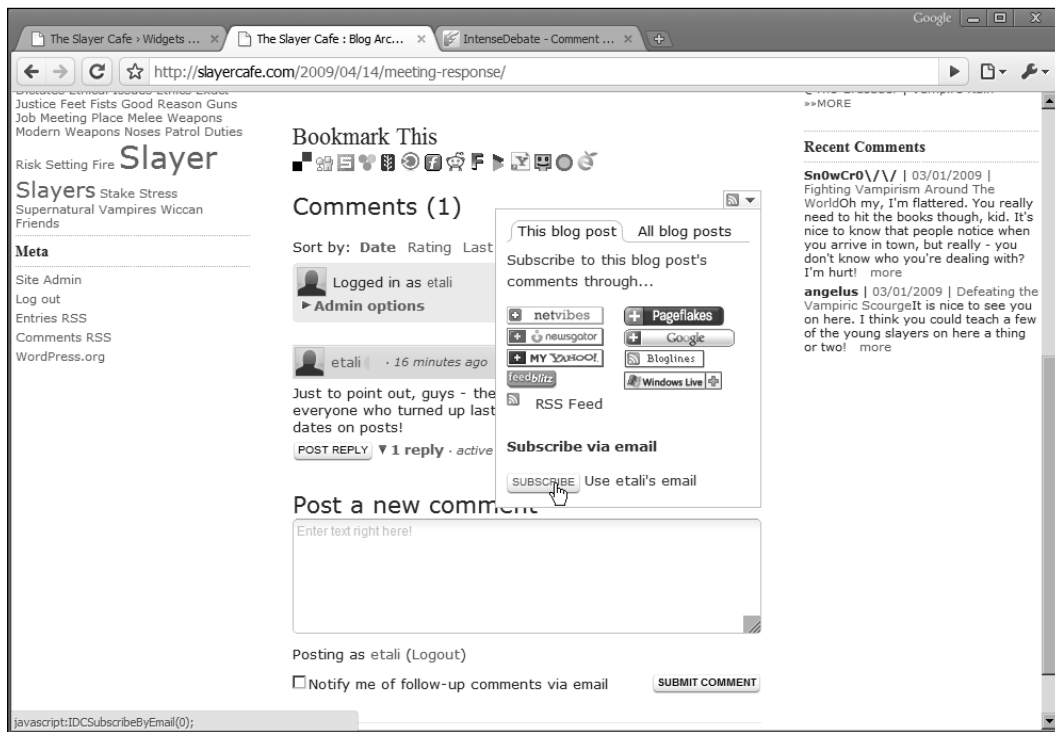 Google
The Slayer Cafe › Widgets ...
The Slayer Cafe : Blog Arc...
IntenseDebate - Comment ...
http://slayercafe.com/2009/04/14/meeting-response/
Justice Feet Fists Good Reason Guns
Job Meeting Place Melee Weapons
Modern Weapons Noses Patrol Duties
Risk Setting Fire Slayer
Slayers Stake Stress
Supernatural Vampires Wiccan
Friends
Meta
Site Admin
Log out
Entries RSS
Comments RSS
WordPress.org
Bookmark This
Comments (1)
Sort by: Date Rating Last
Logged in as etali
Admin options
etali · 16 minutes ago
Just to point out, guys - the
everyone who turned up last
dates on posts!
POST REPLY ▼ 1 reply · active
This blog post All blog posts
Subscribe to this blog post's
comments through...
netvibes Pageflakes
newsgator Google
MY YAHOO! Bloglines
feedblitz Windows Live
RSS Feed
Subscribe via email
SUBSCRIBE Use etali's email
Post a new comment
Enter text right here!
Posting as etali (Logout)
Notify me of follow-up comments via email SUBMIT COMMENT
»»MORE
Recent Comments
Sn0wCr0\/\/ | 03/01/2009 |
Fighting Vampirism Around The
WorldOh my, I'm flattered. You really
need to hit the books though, kid. It's
nice to know that people notice when
you arrive in town, but really - you
don't know who you're dealing with?
I'm hurt! more
angelus | 03/01/2009 | Defeating the
Vampiric ScourgeIt is nice to see you
on here. I think you could teach a few
of the young slayers on here a thing
or two! more
javascript:IDCSubscribeByEmail(0);